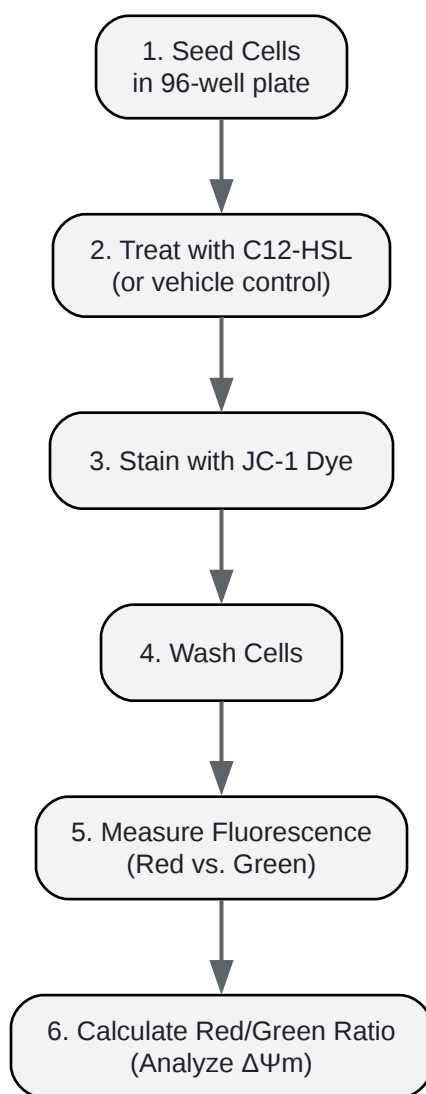 1. Seed Cells
in 96-well plate
2. Treat with C12-HSL
(or vehicle control)
3. Stain with JC-1 Dye
4. Wash Cells
5. Measure Fluorescence
(Red vs. Green)
6. Calculate Red/Green Ratio
(Analyze ΔΨm)